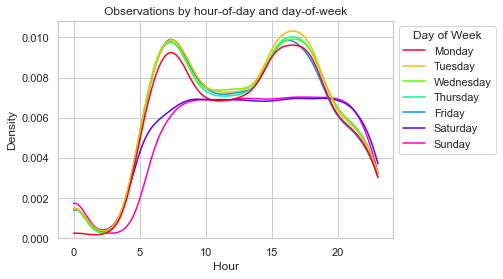 Observations by hour-of-day and day-of-week
Density
0.010
0.008
0.006
0.004
0.002
0.000
0
5
10
15
20
Hour
Day of Week
Monday
Tuesday
Wednesday
Thursday
Friday
Saturday
Sunday